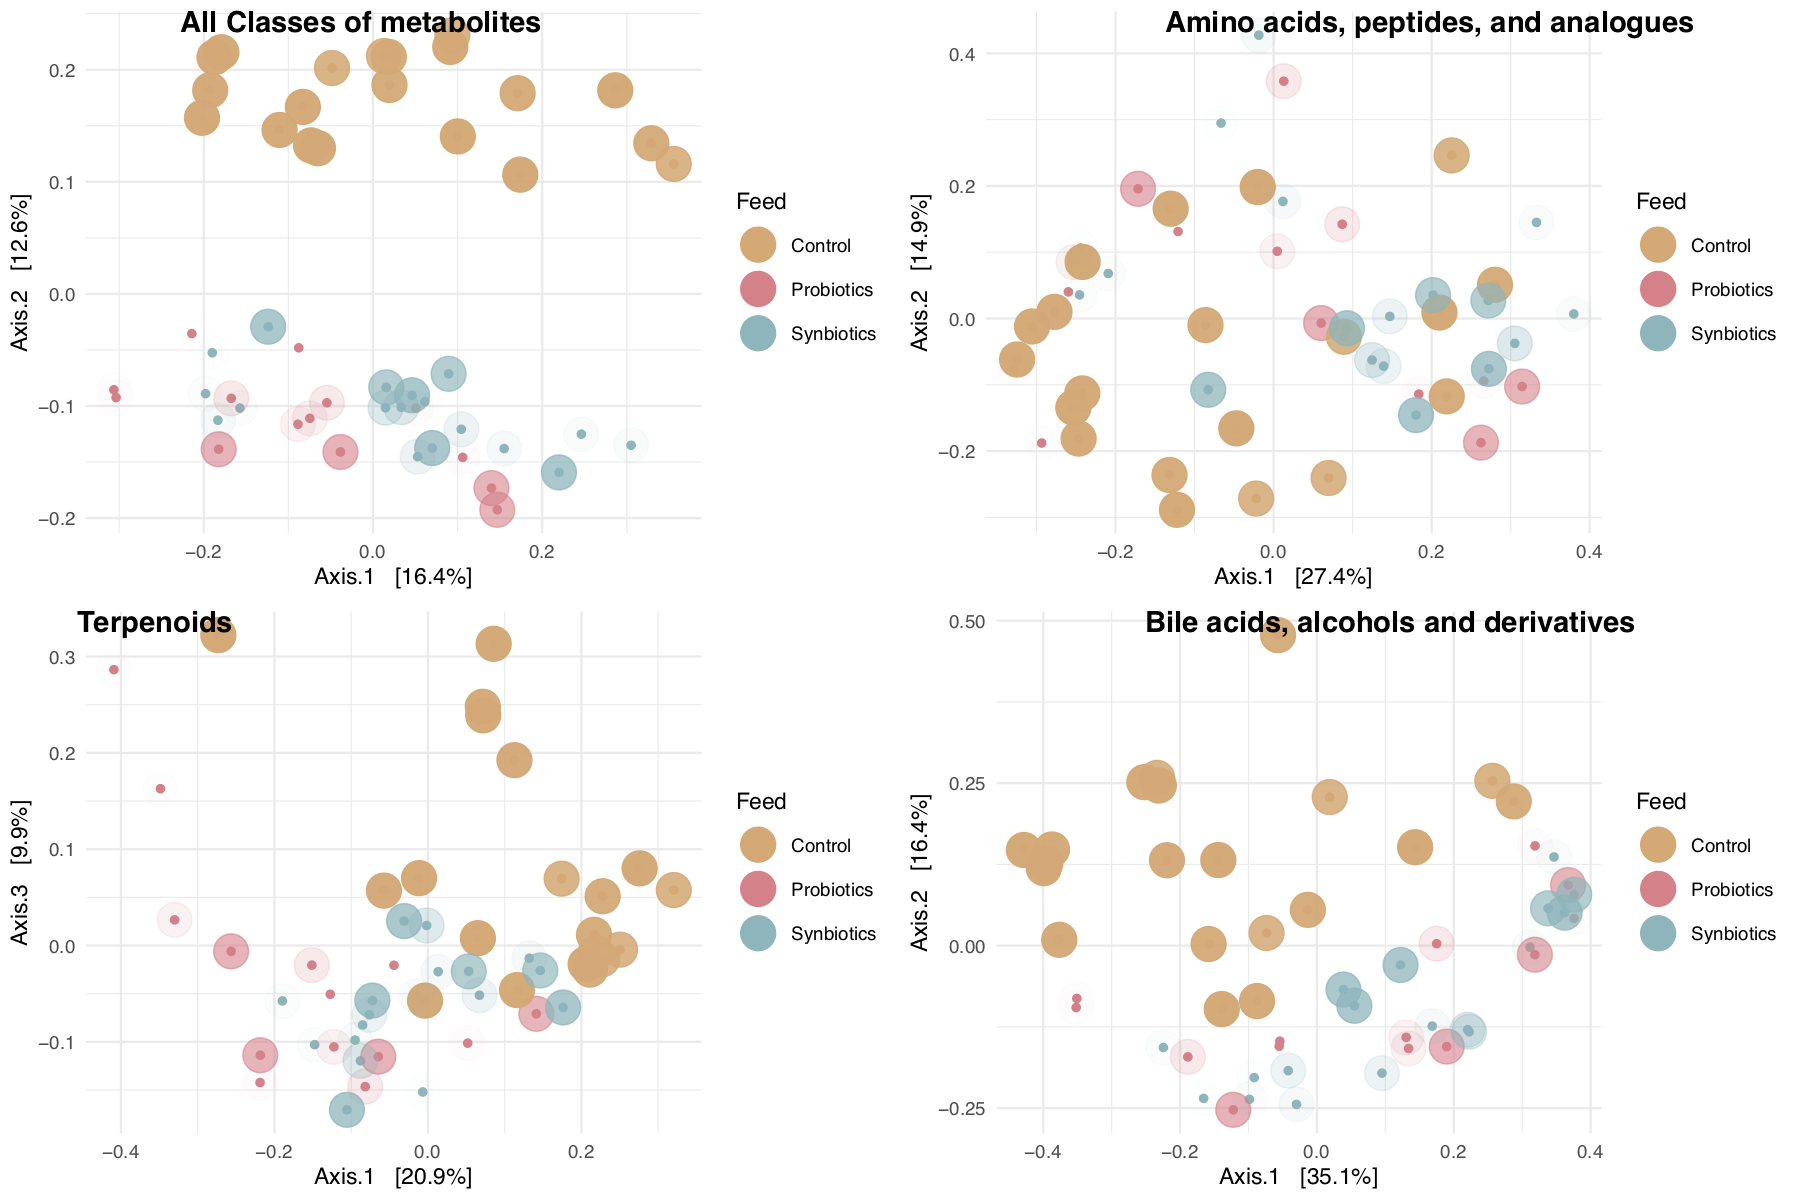 All Classes of metabolites
0.2
0.1
0.0
−0.1
−0.2
−0.2
0.0
0.2
Axis.1 [16.4%]
Axis.2 [12.6%]
Feed
Control
Probiotics
Synbiotics
Amino acids, peptides, and analogues
0.4
0.2
0.0
−0.2
−0.2
0.0
0.2
0.4
Axis.1 [27.4%]
Axis.2 [14.9%]
Feed
Control
Probiotics
Synbiotics
Terpenoids
0.3
0.2
0.1
0.0
−0.1
−0.4
−0.2
0.0
0.2
Axis.1 [20.9%]
Axis.3 [9.9%]
Feed
Control
Probiotics
Synbiotics
Bile acids, alcohols and derivatives
0.50
0.25
0.00
−0.25
−0.4
−0.2
0.0
0.2
0.4
Axis.1 [35.1%]
Axis.2 [16.4%]
Feed
Control
Probiotics
Synbiotics